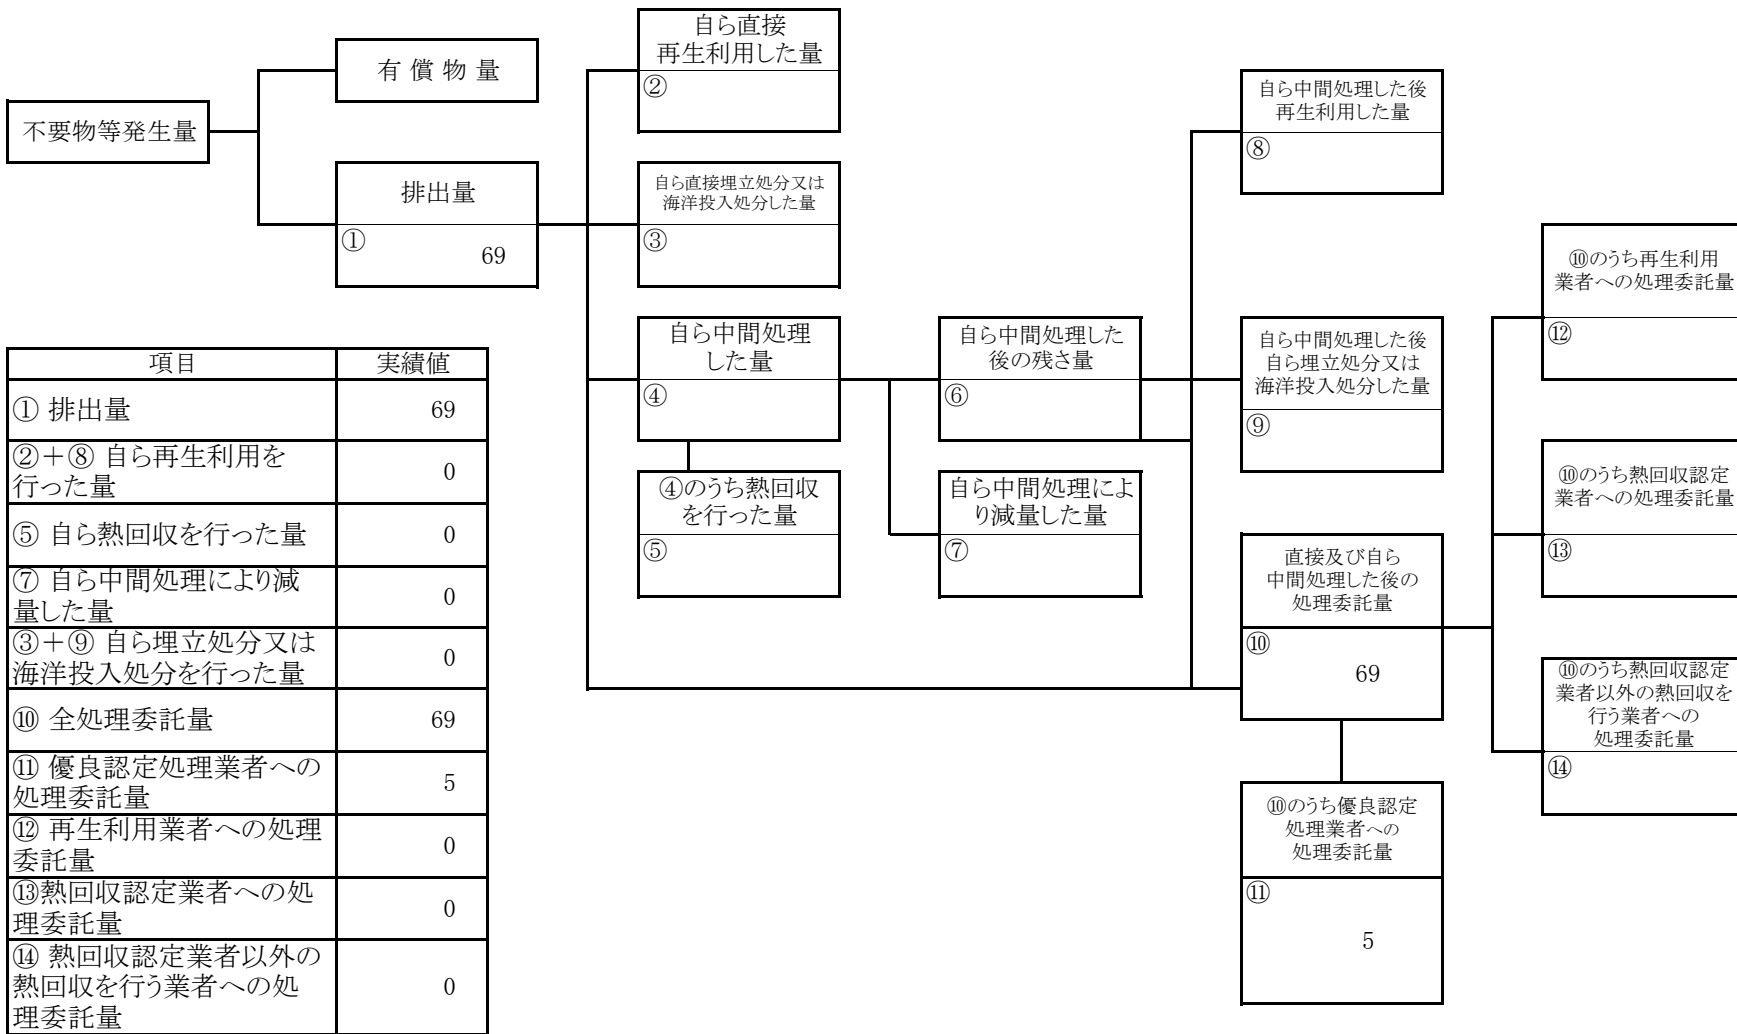 不要物等発生量
有 償 物 量
排出量
①
69
自ら直接
再生利用した量
②
自ら直接埋立処分又は
海洋投入処分した量
③
自ら中間処理
した量
④
④のうち熱回収
を行った量
⑤
自ら中間処理した
後の残さ量
⑥
自ら中間処理によ
り減量した量
⑦
自ら中間処理した後
再生利用した量
⑧
自ら中間処理した後
自ら埋立処分又は
海洋投入処分した量
⑨
直接及び自ら
中間処理した後の
処理委託量
⑩
69
⑩のうち優良認定
処理業者への
処理委託量
⑪
5
⑩のうち再生利用
業者への処理委託量
⑫
⑩のうち熱回収認定
業者への処理委託量
⑬
⑩のうち熱回収認定
業者以外の熱回収を
行う業者への
処理委託量
⑭
項目 実績値
① 排出量 69
②+⑧ 自ら再生利用を
行った量 0
⑤ 自ら熱回収を行った量 0
⑦ 自ら中間処理により減
量した量 0
③+⑨ 自ら埋立処分又は
海洋投入処分を行った量 0
⑩ 全処理委託量 69
⑪ 優良認定処理業者への
処理委託量 5
⑫ 再生利用業者への処理
委託量 0
⑬熱回収認定業者への処
理委託量 0
⑭ 熱回収認定業者以外の
熱回収を行う業者への処
理委託量 0